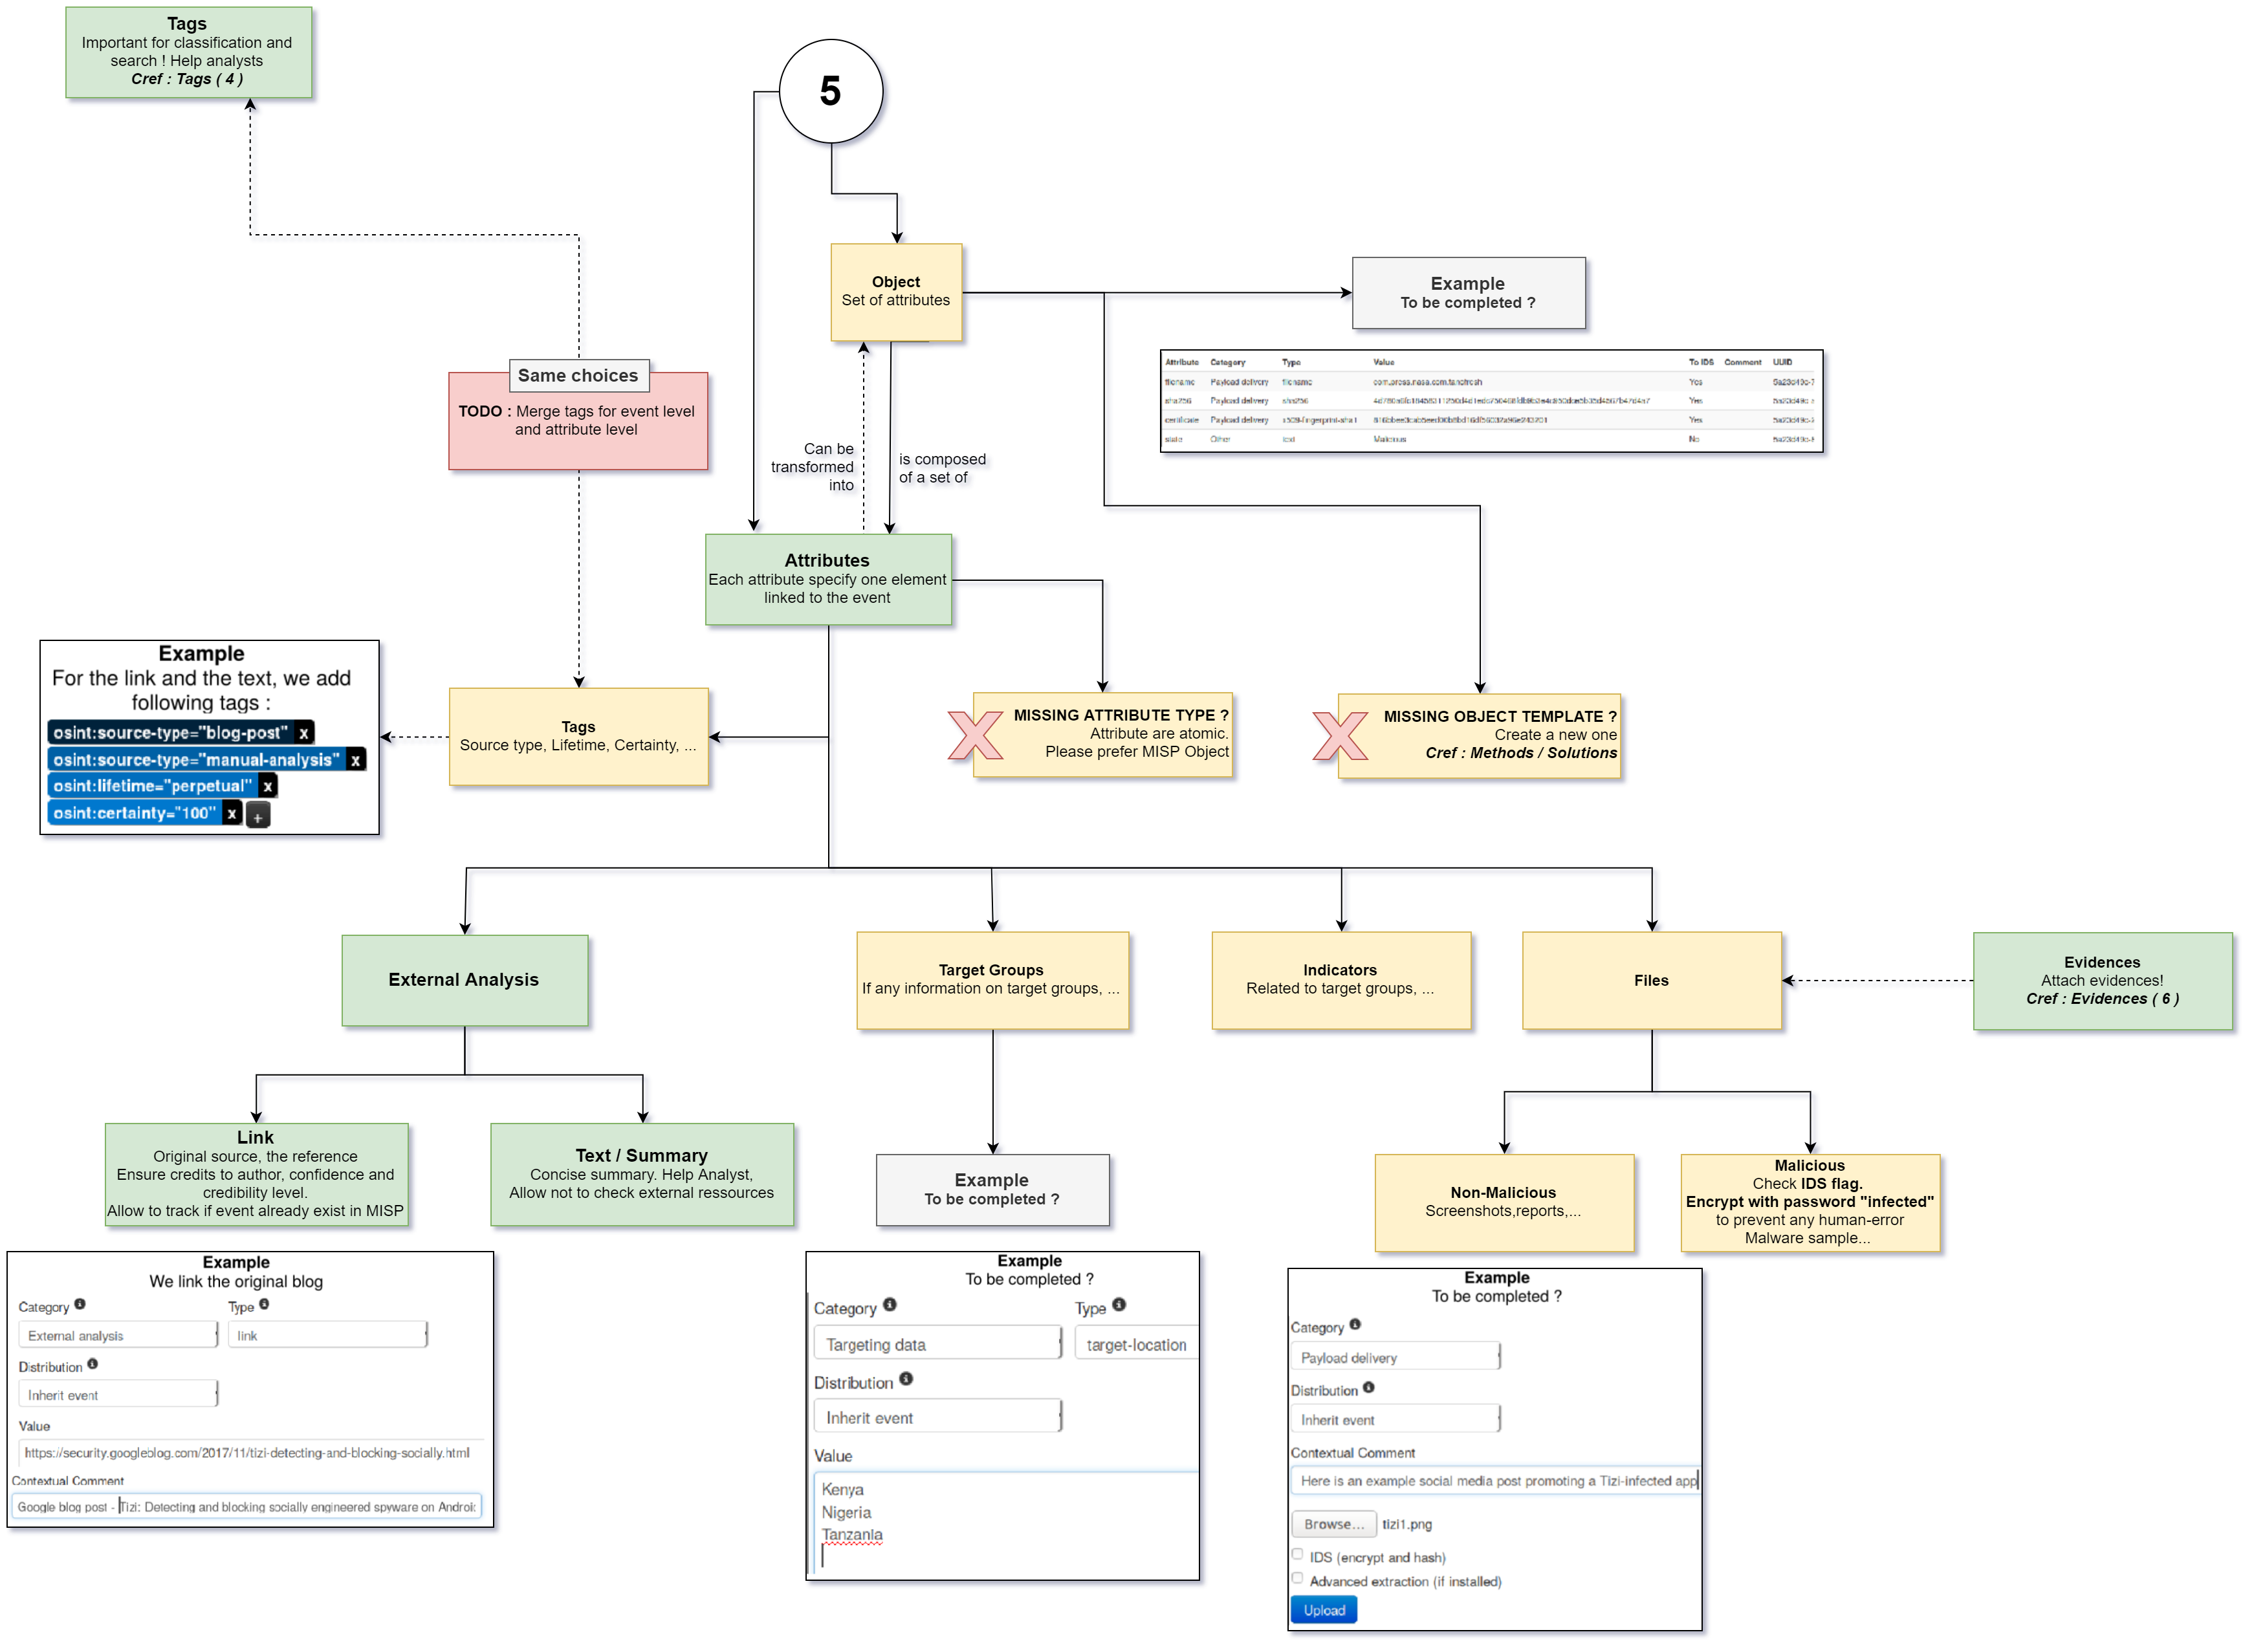 Tags
Important for classification and
search ! Help analysts
Cref : Tags ( 4 )
5
Object
Set of attributes
Example
To be completed ?
Attribute Category Type Value To IDS Comment UUID
filename Payload delivery filename Yes
sha256 Payload delivery sha256 Yes
certificate Payload delivery x509-fingerprint-sha1 Yes
state Other text Malicious No
Same choices
TODO : Merge tags for event level
and attribute level
Can be
transformed
into
is composed
of a set of
Attributes
Each attribute specify one element
linked to the event
Example
For the link and the text, we add
following tags :
osint:source-type="blog-post" x
osint:source-type="manual-analysis" x
osint:lifetime="perpetual" x
osint:certainty="100" x +
Tags
Source type, Lifetime, Certainty, ...
MISSING ATTRIBUTE TYPE ?
Attribute are atomic.
Please prefer MISP Object
MISSING OBJECT TEMPLATE ?
Create a new one
Cref : Methods / Solutions
External Analysis
Target Groups
If any information on target groups, ...
Indicators
Related to target groups, ...
Files
Evidences
Attach evidences!
Cref : Evidences ( 6 )
Link
Original source, the reference
Ensure credits to author, confidence and
credibility level.
Allow to track if event already exist in MISP
Text / Summary
Concise summary. Help Analyst,
Allow not to check external ressources
Example
To be completed ?
Non-Malicious
Screenshots,reports,...
Malicious
Check IDS flag.
Encrypt with password "infected"
to prevent any human-error
Malware sample...
Example
We link the original blog
Category Type
External analysis link
Distribution
Inherit event
Value
https://security.googleblog.com/2017/11/tizi-detecting-and-blocking-socially.html
Contextual Comment
Google blog post - Tizi: Detecting and blocking socially engineered spyware on Androi
Example
To be completed ?
Category Type
Targeting data target-location
Distribution
Inherit event
Value
Kenya
Nigeria
Tanzania
Example
To be completed ?
Category
Payload delivery
Distribution
Inherit event
Contextual Comment
Here is an example social media post promoting a Tizi-infected app
Browse... tizi1.png
IDS (encrypt and hash)
Advanced extraction (if installed)
Upload